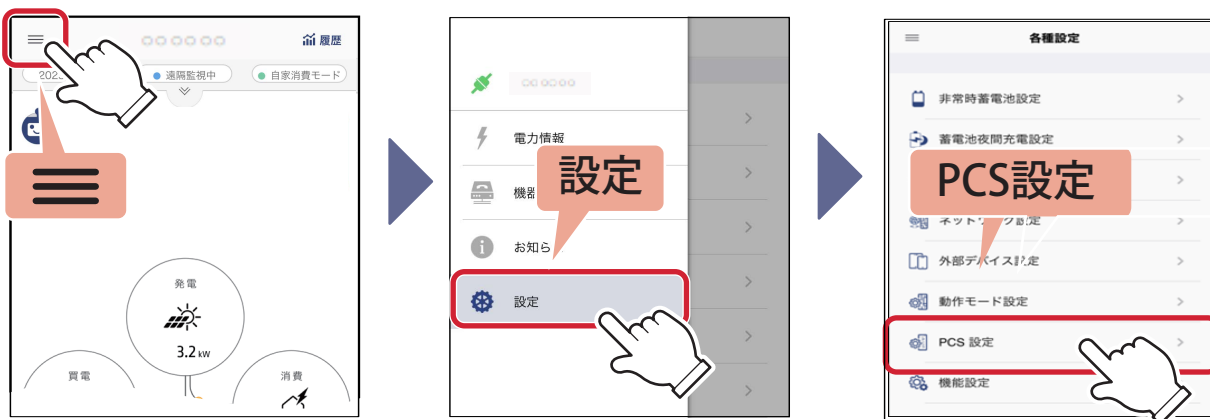 履歴
遠隔監視中
自家消費モード
発電
3.2 kw
買電
消費
電力情報
設定
機器
お知ら
設定
各種設定
非常時蓄電池設定
蓄電池夜間充電設定
PCS設定
外部デバイス設定
動作モード設定
PCS 設定
機能設定